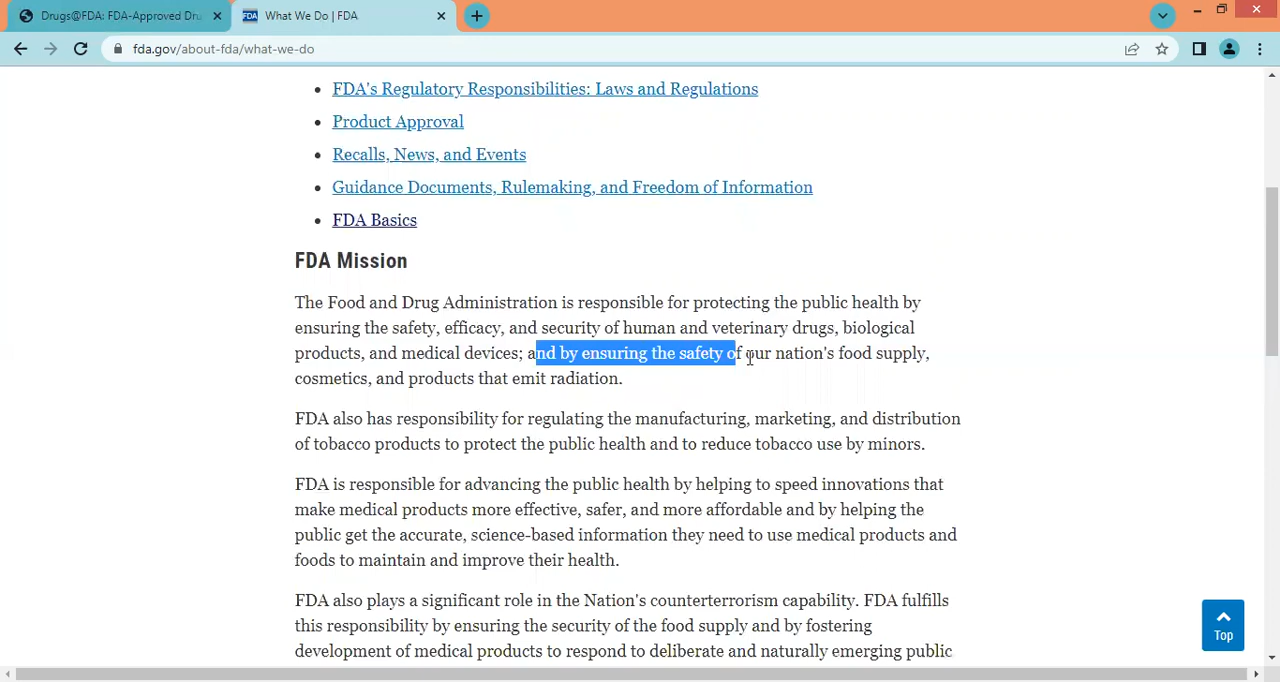 Drugs@FDA: FDA-Approved Dru
FDA What We Do | FDA
fda.gov/about-fda/what-we-do
• FDA's Regulatory Responsibilities: Laws and Regulations
• Product Approval
• Recalls, News, and Events
• Guidance Documents, Rulemaking, and Freedom of Information
• FDA Basics
FDA Mission
The Food and Drug Administration is responsible for protecting the public health by
ensuring the safety, efficacy, and security of human and veterinary drugs, biological
products, and medical devices; and by ensuring the safety of our nation's food supply,
cosmetics, and products that emit radiation.
FDA also has responsibility for regulating the manufacturing, marketing, and distribution
of tobacco products to protect the public health and to reduce tobacco use by minors.
FDA is responsible for advancing the public health by helping to speed innovations that
make medical products more effective, safer, and more affordable and by helping the
public get the accurate, science-based information they need to use medical products and
foods to maintain and improve their health.
FDA also plays a significant role in the Nation's counterterrorism capability. FDA fulfills
this responsibility by ensuring the security of the food supply and by fostering
development of medical products to respond to deliberate and naturally emerging public
Top